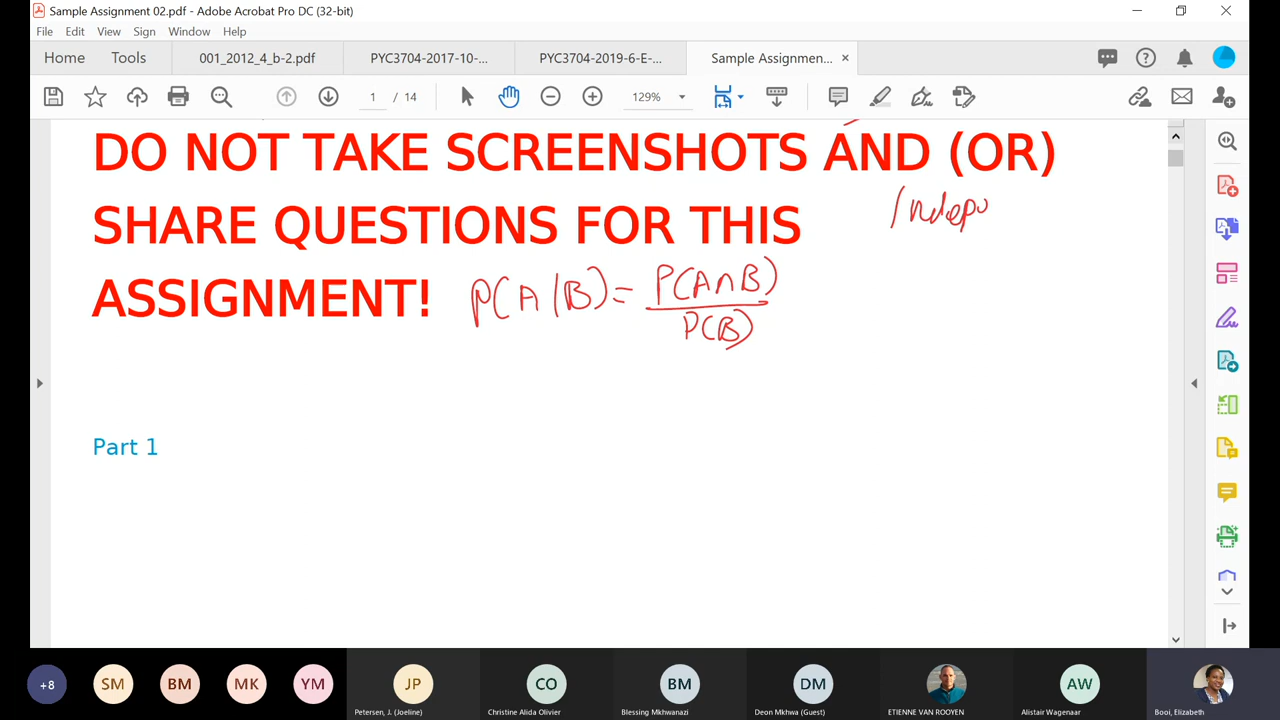 Sample Assignment 02.pdf - Adobe Acrobat Pro DC (32-bit)
File Edit View Sign Window Help
Home Tools 001_2012_4_b-2.pdf PYC3704-2017-10-... PYC3704-2019-6-E-... Sample Assignmen... ×
1 / 14 129%
DO NOT TAKE SCREENSHOTS AND (OR)
SHARE QUESTIONS FOR THIS
Indepe
ASSIGNMENT!
P(A|B) = P(A∩B)
P(B)
Part 1
+8 SM BM MK YM JP CO BM DM AW
Petersen, J. (Joeline) Christine Alida Olivier Blessing Mkhwanazi Deon Mkhwa (Guest) ETIENNE VAN ROOYEN Alistair Wagenaar Booi, Elizabeth